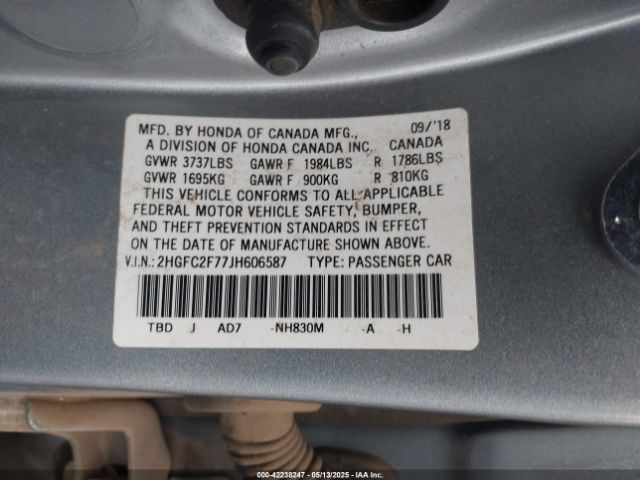 MFD. BY HONDA OF CANADA MFG., 09/'18
A DIVISION OF HONDA CANADA INC. CANADA
GVWR 3737LBS GAWR F 1984LBS R 1786LBS
GVWR 1695KG GAWR F 900KG R 810KG
THIS VEHICLE CONFORMS TO ALL APPLICABLE
FEDERAL MOTOR VEHICLE SAFETY, BUMPER,
AND THEFT PREVENTION STANDARDS IN EFFECT
ON THE DATE OF MANUFACTURE SHOWN ABOVE.
V.I.N.: 2HGFC2F77JH606587 TYPE: PASSENGER CAR
TBD J AD7 -NH830M -A -H
000-42238247 - 05/13/2025 - IAA Inc.